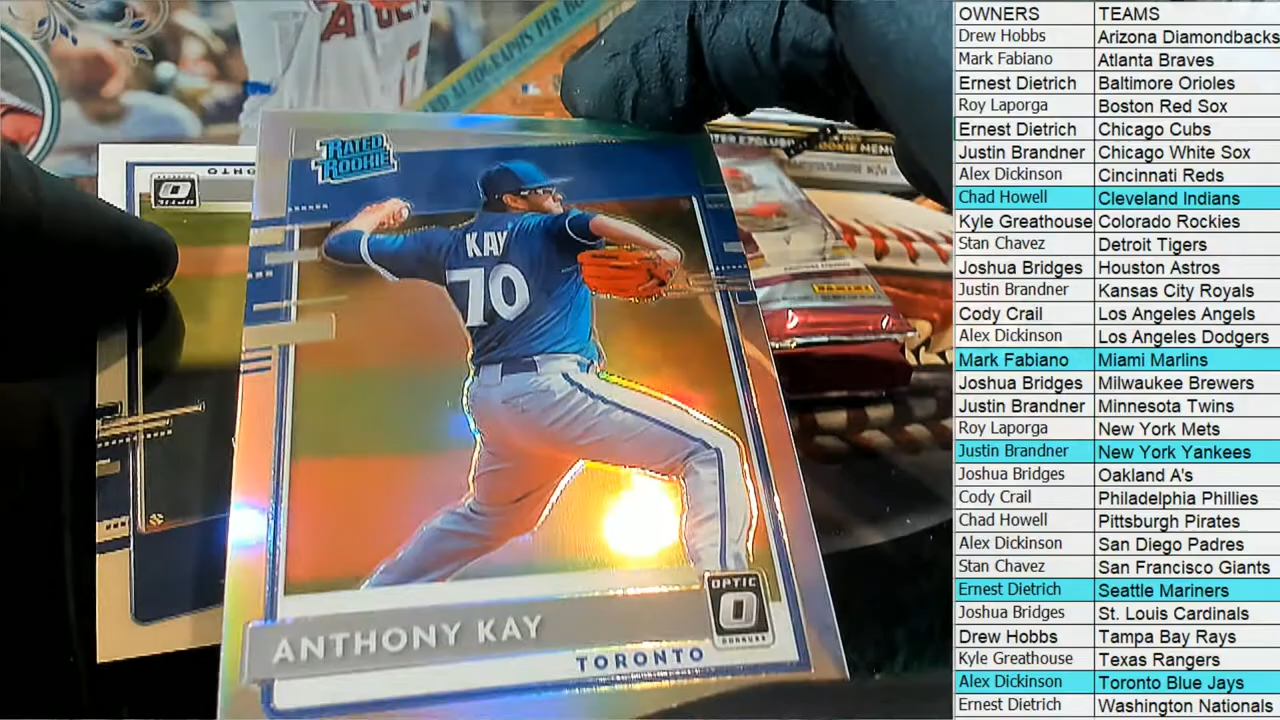 OWNERS TEAMS
Drew Hobbs Arizona Diamondbacks
Mark Fabiano Atlanta Braves
Ernest Dietrich Baltimore Orioles
Roy Laporga Boston Red Sox
Ernest Dietrich Chicago Cubs
Justin Brandner Chicago White Sox
Alex Dickinson Cincinnati Reds
Chad Howell Cleveland Indians
Kyle Greathouse Colorado Rockies
Stan Chavez Detroit Tigers
Joshua Bridges Houston Astros
Justin Brandner Kansas City Royals
Cody Crail Los Angeles Angels
Alex Dickinson Los Angeles Dodgers
Mark Fabiano Miami Marlins
Joshua Bridges Milwaukee Brewers
Justin Brandner Minnesota Twins
Roy Laporga New York Mets
Justin Brandner New York Yankees
Joshua Bridges Oakland A's
Cody Crail Philadelphia Phillies
Chad Howell Pittsburgh Pirates
Alex Dickinson San Diego Padres
Stan Chavez San Francisco Giants
Ernest Dietrich Seattle Mariners
Joshua Bridges St. Louis Cardinals
Drew Hobbs Tampa Bay Rays
Kyle Greathouse Texas Rangers
Alex Dickinson Toronto Blue Jays
Ernest Dietrich Washington Nationals
AUTOGRAPHS PER
RATED
ROOKIE
KAY
70
OPTIC
DONRUSS
ANTHONY KAY
TORONTO
OPTIC
PANINI